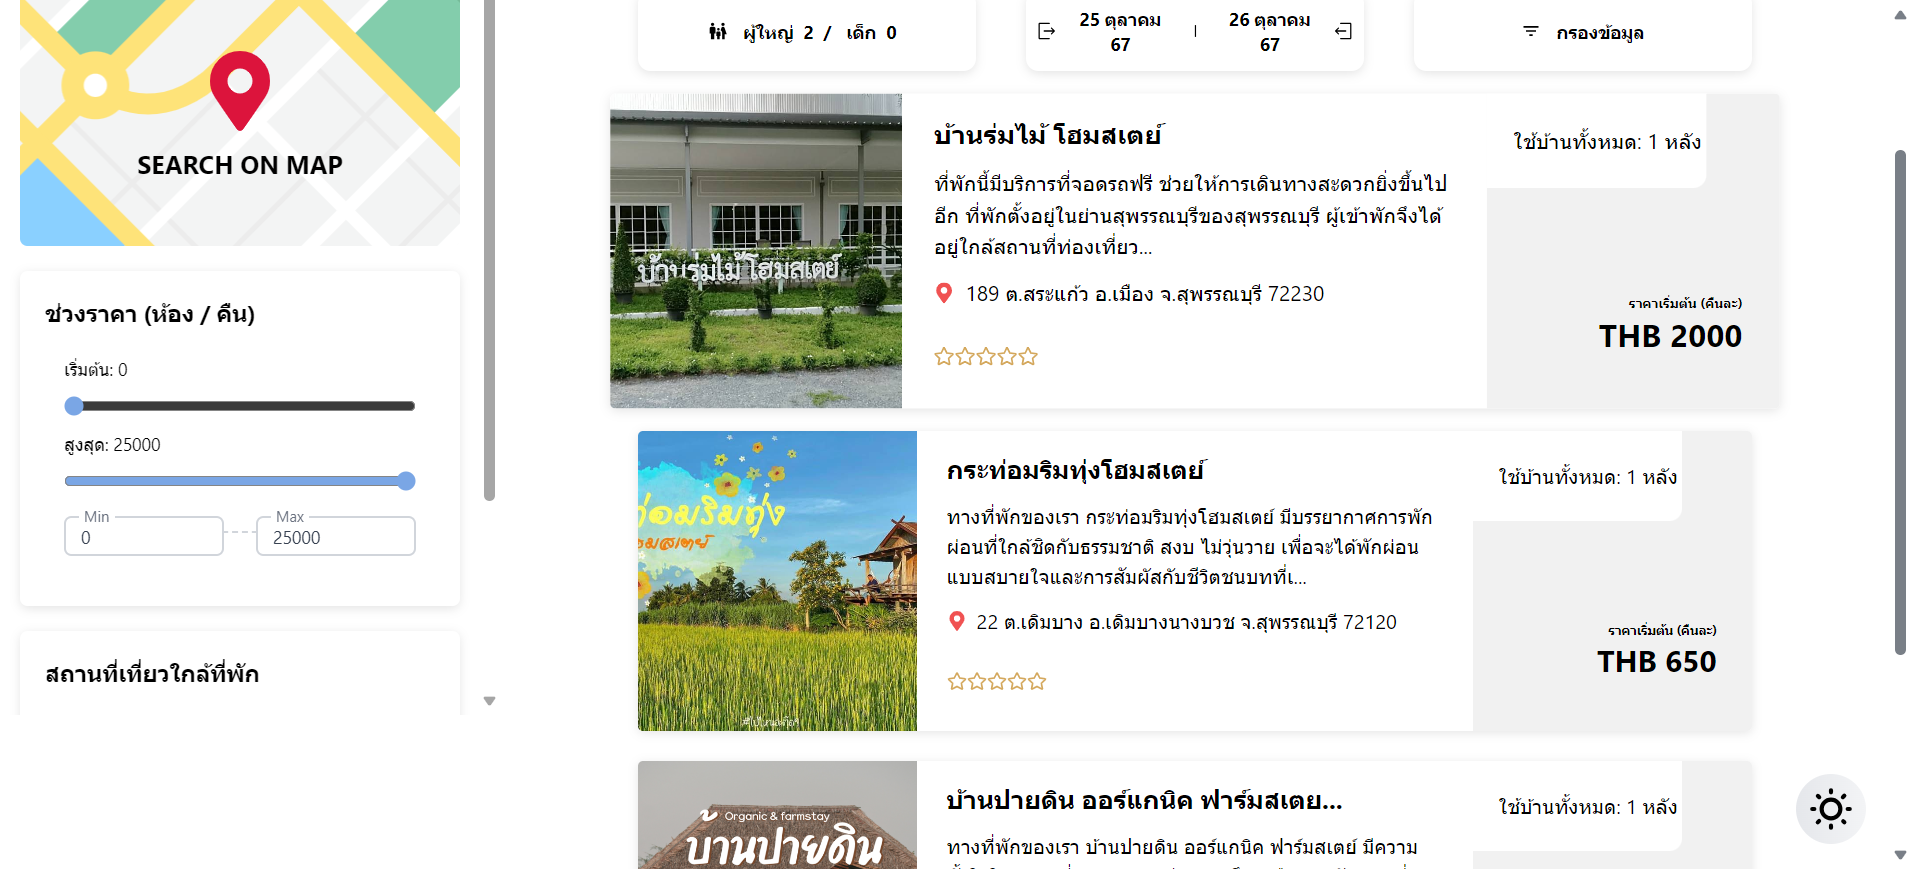 SEARCH ON MAP
ช่วงราคา (ห้อง / คืน)
เริ่มต้น: 0
สูงสุด: 25000
Min
0
Max
25000
สถานที่เที่ยวใกล้ที่พัก
ผู้ใหญ่ 2 / เด็ก 0
25 ตุลาคม
67
|
26 ตุลาคม
67
กรองข้อมูล
บ้านร่มไม้ โฮมสเตย์
บ้านร่มไม้ โฮมสเตย์
ที่พักนี้มีบริการที่จอดรถฟรี ช่วยให้การเดินทางสะดวกยิ่งขึ้นไป
อีก ที่พักตั้งอยู่ในย่านสุพรรณบุรีของสุพรรณบุรี ผู้เข้าพักจึงได้
อยู่ใกล้สถานที่ท่องเที่ยว...
189 ต.สระแก้ว อ.เมือง จ.สุพรรณบุรี 72230
ใช้บ้านทั้งหมด: 1 หลัง
ราคาเริ่มต้น (คืนละ)
THB 2000
กระท่อมริมทุ่งโฮมสเตย์
ทางที่พักของเรา กระท่อมริมทุ่งโฮมสเตย์ มีบรรยากาศการพัก
ผ่อนที่ใกล้ชิดกับธรรมชาติ สงบ ไม่วุ่นวาย เพื่อจะได้พักผ่อน
แบบสบายใจและการสัมผัสกับชีวิตชนบทที่เ...
22 ต.เดิมบาง อ.เดิมบางนางบวช จ.สุพรรณบุรี 72120
ใช้บ้านทั้งหมด: 1 หลัง
ราคาเริ่มต้น (คืนละ)
THB 650
Organic & farmstay
บ้านปายดิน
บ้านปายดิน ออร์แกนิค ฟาร์มสเตย...
ทางที่พักของเรา บ้านปายดิน ออร์แกนิค ฟาร์มสเตย์ มีความ
ใช้บ้านทั้งหมด: 1 หลัง